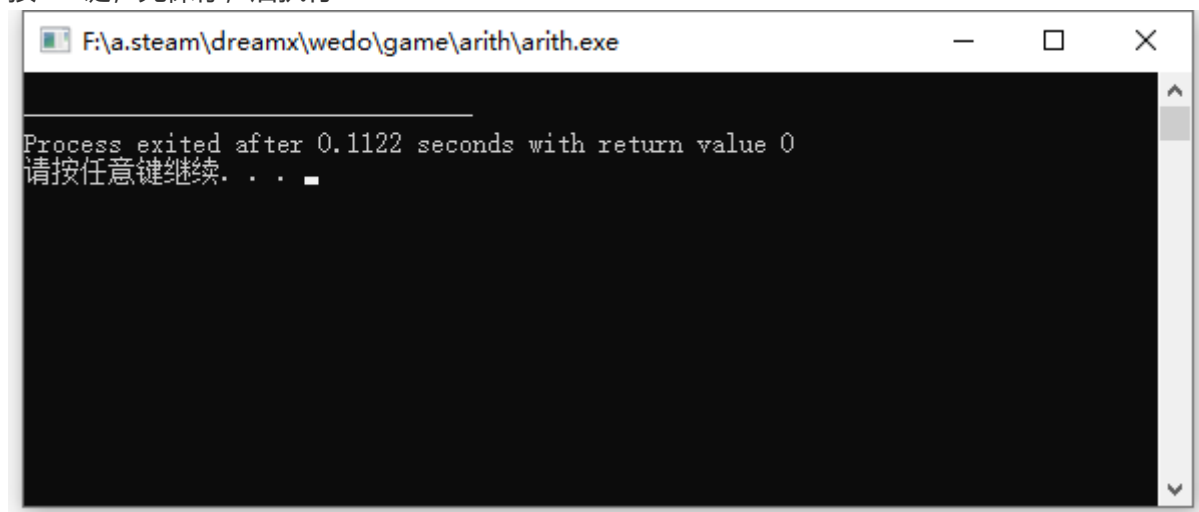 F:\a.steam\dreamx\wedo\game\arith\arith.exe
Process exited after 0.1122 seconds with return value 0
请按任意键继续. . .